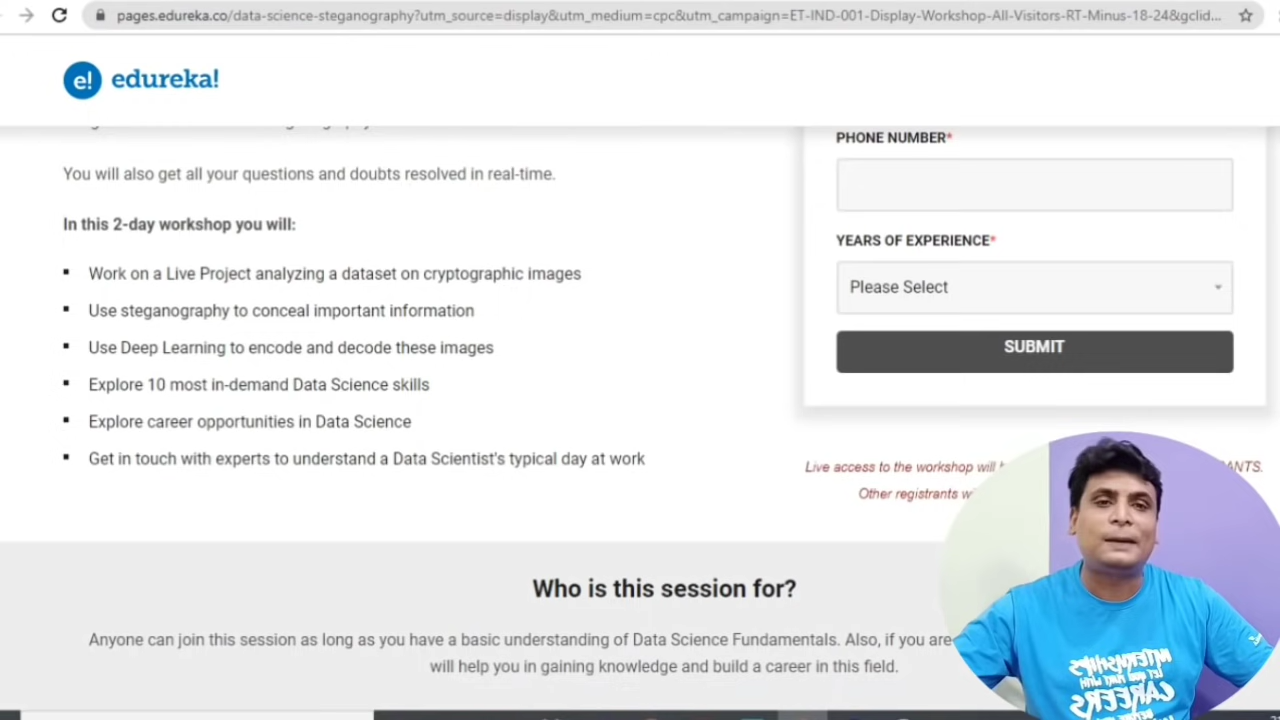 pages.edureka.co/data-science-steganography?utm_source=display&utm_medium=cpc&utm_campaign=ET-IND-001-Display-Workshop-All-Visitors-RT-Minus-18-24&gclid...
e! edureka!
You will also get all your questions and doubts resolved in real-time.
In this 2-day workshop you will:
Work on a Live Project analyzing a dataset on cryptographic images
Use steganography to conceal important information
Use Deep Learning to encode and decode these images
Explore 10 most in-demand Data Science skills
Explore career opportunities in Data Science
Get in touch with experts to understand a Data Scientist's typical day at work
PHONE NUMBER*
YEARS OF EXPERIENCE*
Please Select
SUBMIT
Live access to the workshop will
Other registrants
Who is this session for?
Anyone can join this session as long as you have a basic understanding of Data Science Fundamentals. Also, if you are
will help you in gaining knowledge and build a career in this field.
INTERNSHIPS
CAREERS